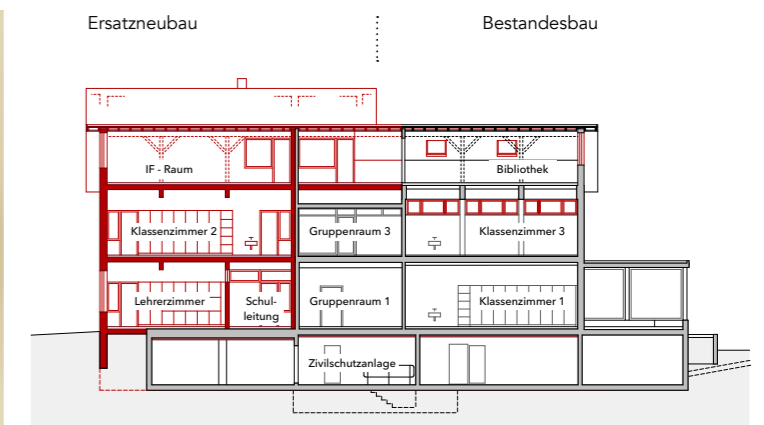 Ersatzneubau
Bestandesbau
IF - Raum
Bibliothek
Klassenzimmer 2
Gruppenraum 3
Klassenzimmer 3
Lehrerzimmer
Schul-
leitung
Gruppenraum 1
Klassenzimmer 1
Zivilschutzanlage